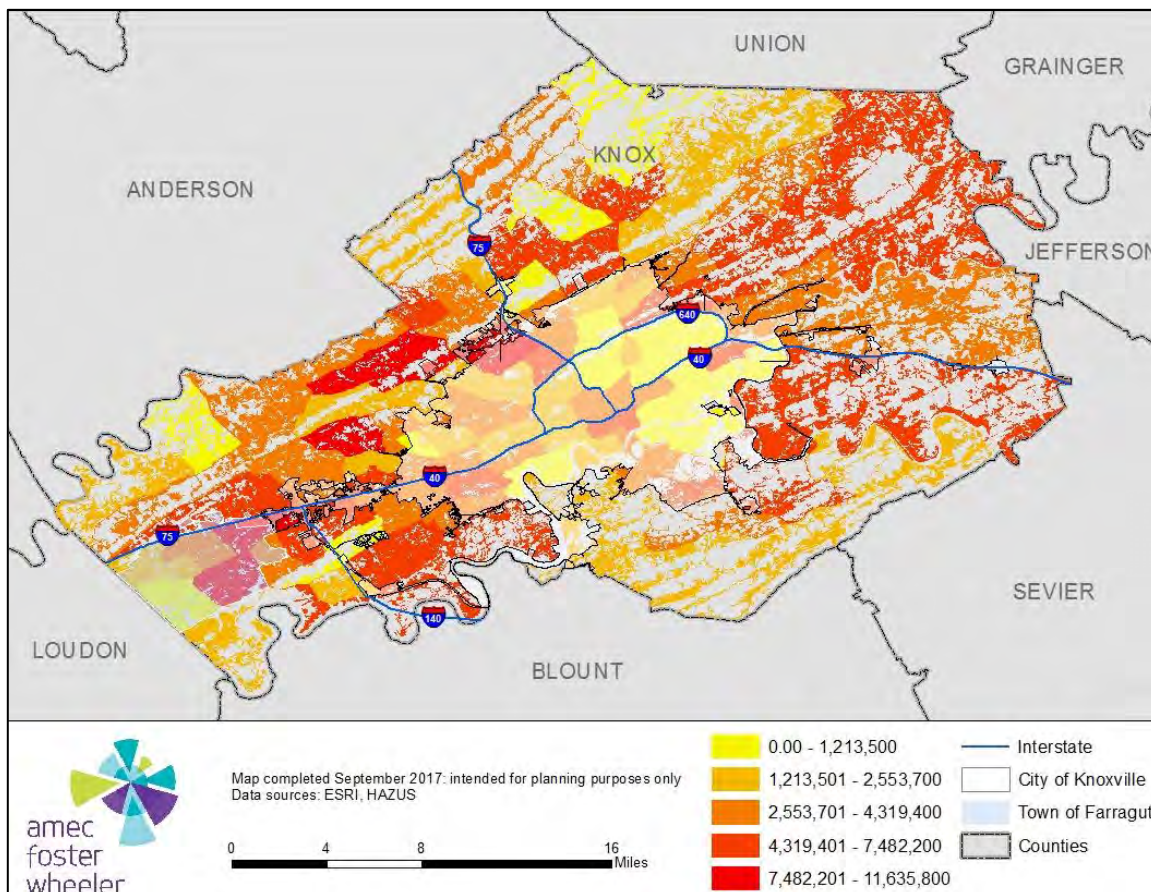 UNION
GRAINGER
KNOX
ANDERSON
JEFFERSON
75
640
40
40
75
140
SEVIER
LOUDON
BLOUNT
amec
foster
wheeler
Map completed September 2017: intended for planning purposes only
Data sources: ESRI, HAZUS
0 4 8 16
Miles
0.00 - 1,213,500
1,213,501 - 2,553,700
2,553,701 - 4,319,400
4,319,401 - 7,482,200
7,482,201 - 11,635,800
Interstate
City of Knoxville
Town of Farragut
Counties